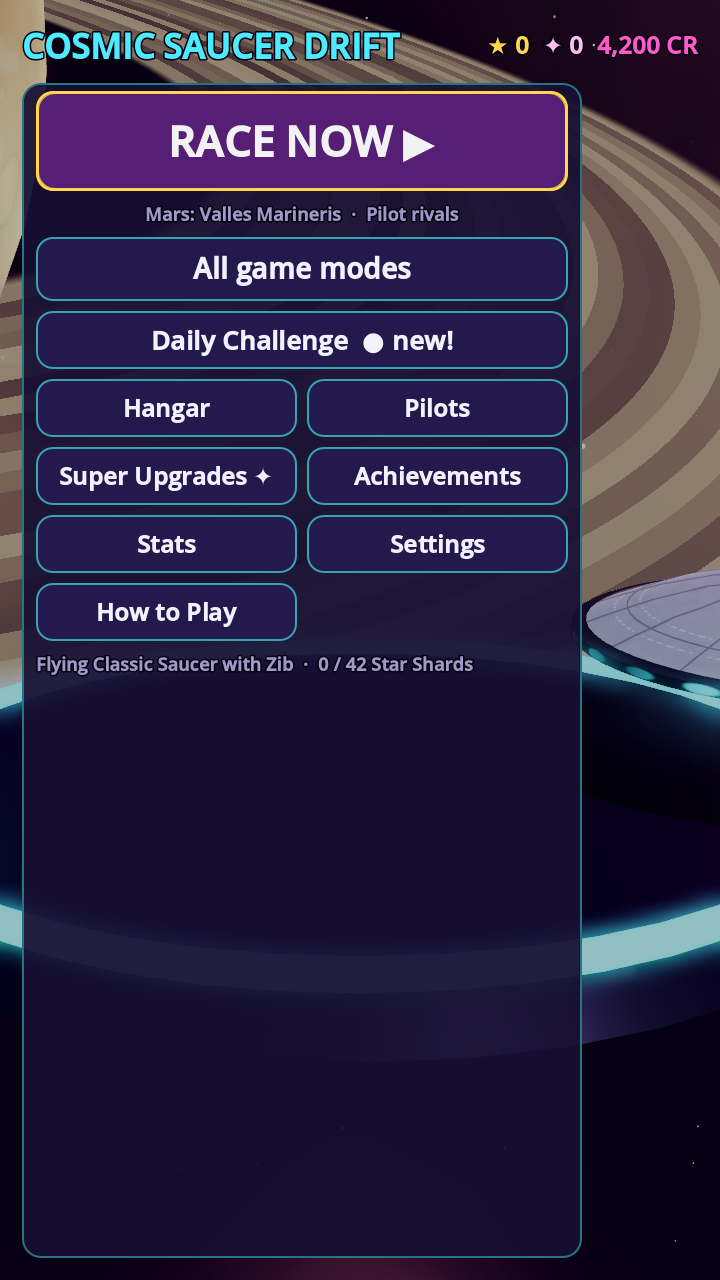 COSMIC SAUCER DRIFT ★ 0 ✦ 0 · 4,200 CR
RACE NOW ▶
Mars: Valles Marineris · Pilot rivals
All game modes
Daily Challenge ● new!
Hangar Pilots
Super Upgrades ✦ Achievements
Stats Settings
How to Play
Flying Classic Saucer with Zib · 0 / 42 Star Shards